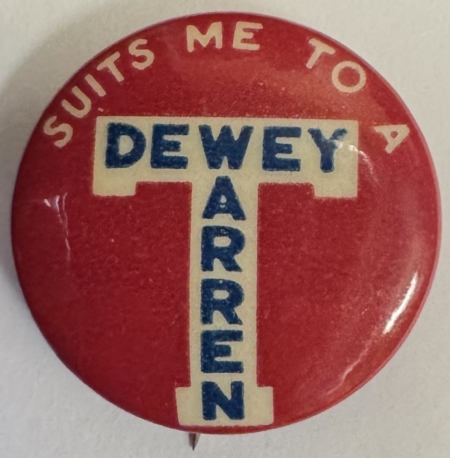 SUITS ME TO A
T
DEWEY
WARREN